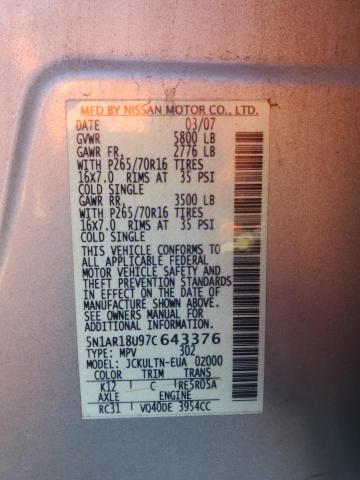 MFD BY NISSAN MOTOR CO., LTD.
DATE 03/07
GVWR 5800 LB
GAWR FR, 2776 LB
WITH P265/70R16 TIRES
16X7.0 RIMS AT 35 PSI
COLD SINGLE
GAWR RR, 3500 LB
WITH P265/70R16 TIRES
16X7.0 RIMS AT 35 PSI
COLD SINGLE
THIS VEHICLE CONFORMS TO
ALL APPLICABLE FEDERAL
MOTOR VEHICLE SAFETY AND
THEFT PREVENTION STANDARDS
IN EFFECT ON THE DATE OF
MANUFACTURE SHOWN ABOVE.
SEE OWNERS MANUAL FOR
ADDITIONAL INFORMATION.
5N1AR18U97C643376
TYPE: MPV 302
MODEL: JCKULTN-EUA 02000
COLOR TRIM TRANS
K12 C RE5R05A
AXLE ENGINE
RC31 VQ40DE 3954CC